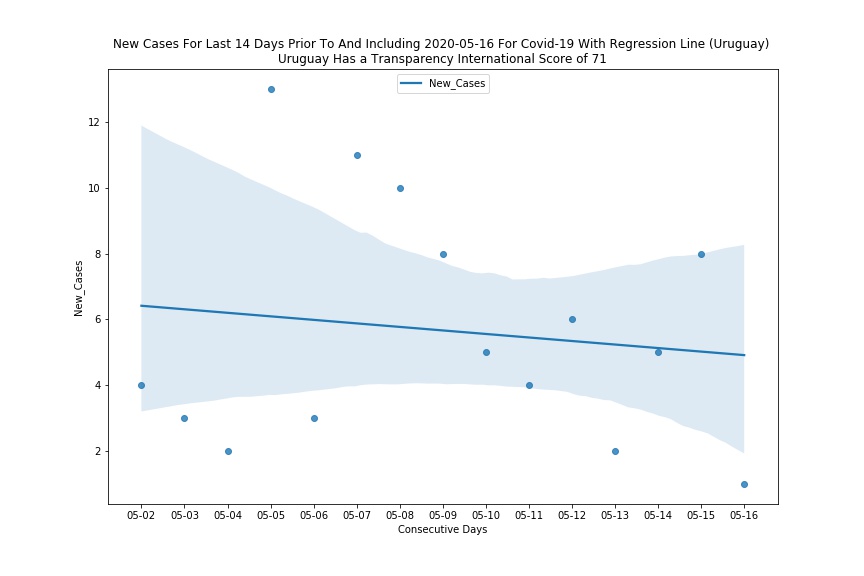 New Cases For Last 14 Days Prior To And Including 2020-05-16 For Covid-19 With Regression Line (Uruguay)
Uruguay Has a Transparency International Score of 71
New_Cases
12
10
8
6
4
2
New_Cases
05-02 05-03 05-04 05-05 05-06 05-07 05-08 05-09 05-10 05-11 05-12 05-13 05-14 05-15 05-16
Consecutive Days